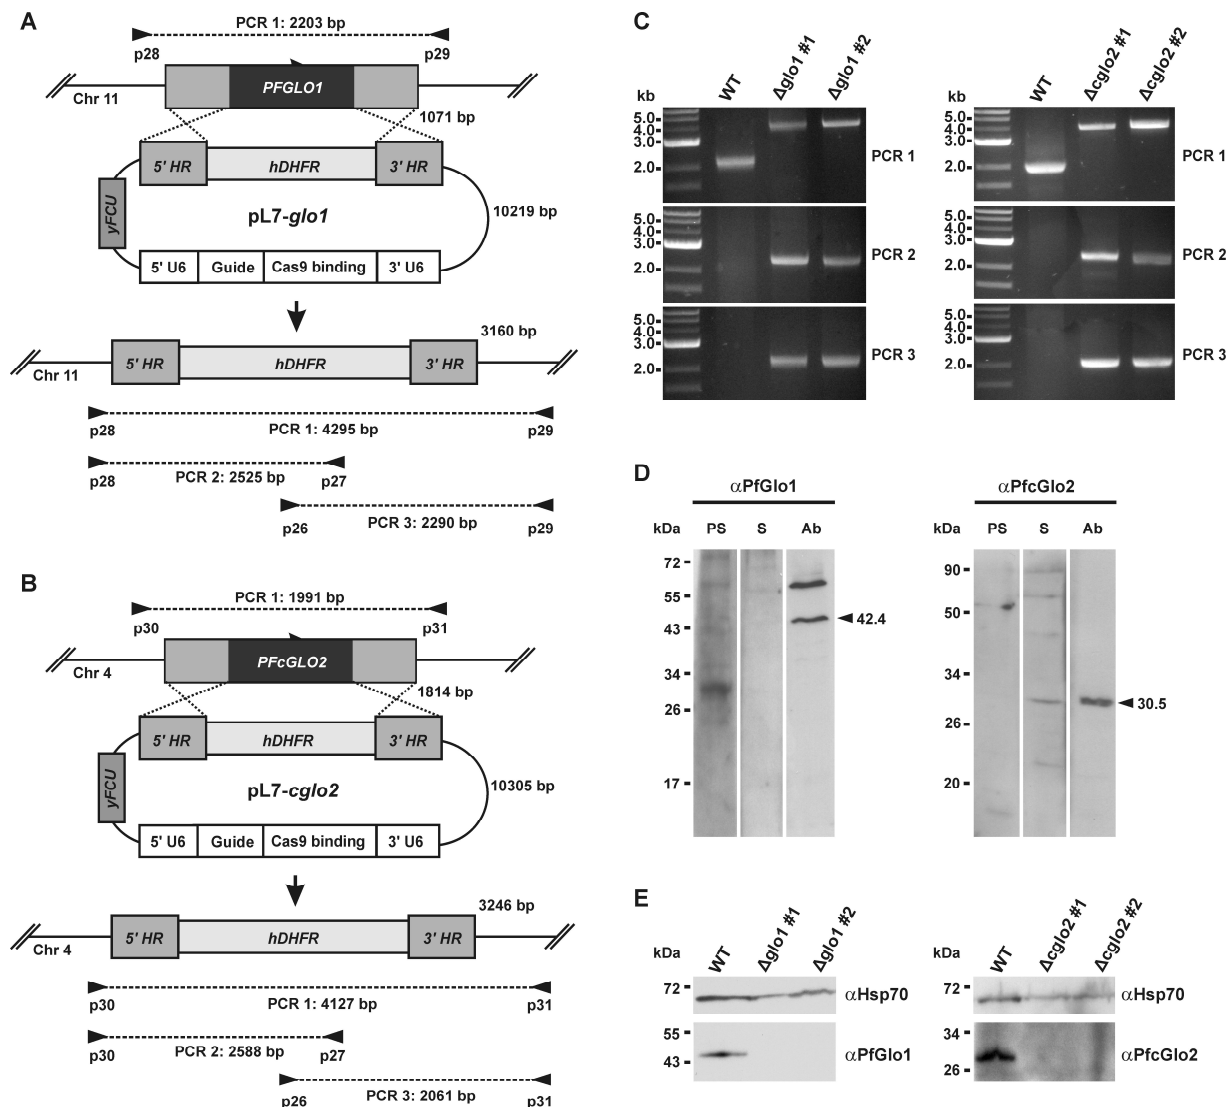 A
PCR 1: 2203 bp
p28
p29
Chr 11
PFGLO1
1071 bp
5' HR
hDHFR
3' HR
yFCU
pL7-glo1
10219 bp
5' U6
Guide
Cas9 binding
3' U6
3160 bp
Chr 11
5' HR
hDHFR
3' HR
p28
PCR 1: 4295 bp
p29
p28
PCR 2: 2525 bp
p27
p26
PCR 3: 2290 bp
p29
B
PCR 1: 1991 bp
p30
p31
Chr 4
PFcGLO2
1814 bp
5' HR
hDHFR
3' HR
yFCU
pL7-cglo2
10305 bp
5' U6
Guide
Cas9 binding
3' U6
3246 bp
Chr 4
5' HR
hDHFR
3' HR
p30
PCR 1: 4127 bp
p31
p30
PCR 2: 2588 bp
p27
p26
PCR 3: 2061 bp
p31
C
kb
WT
Δglo1 #1
Δglo1 #2
5.0
4.0
3.0
2.0
PCR 1
5.0
4.0
3.0
2.0
PCR 2
5.0
4.0
3.0
2.0
PCR 3
kb
WT
Δcglo2 #1
Δcglo2 #2
5.0
4.0
3.0
2.0
PCR 1
5.0
4.0
3.0
2.0
PCR 2
5.0
4.0
3.0
2.0
PCR 3
D
αPfGlo1
kDa
PS
S
Ab
72
55
43
34
26
17
42.4
αPfcGlo2
kDa
PS
S
Ab
90
50
34
26
20
30.5
E
kDa
WT
Δglo1 #1
Δglo1 #2
72
αHsp70
55
43
αPfGlo1
kDa
WT
Δcglo2 #1
Δcglo2 #2
72
αHsp70
34
26
αPfcGlo2